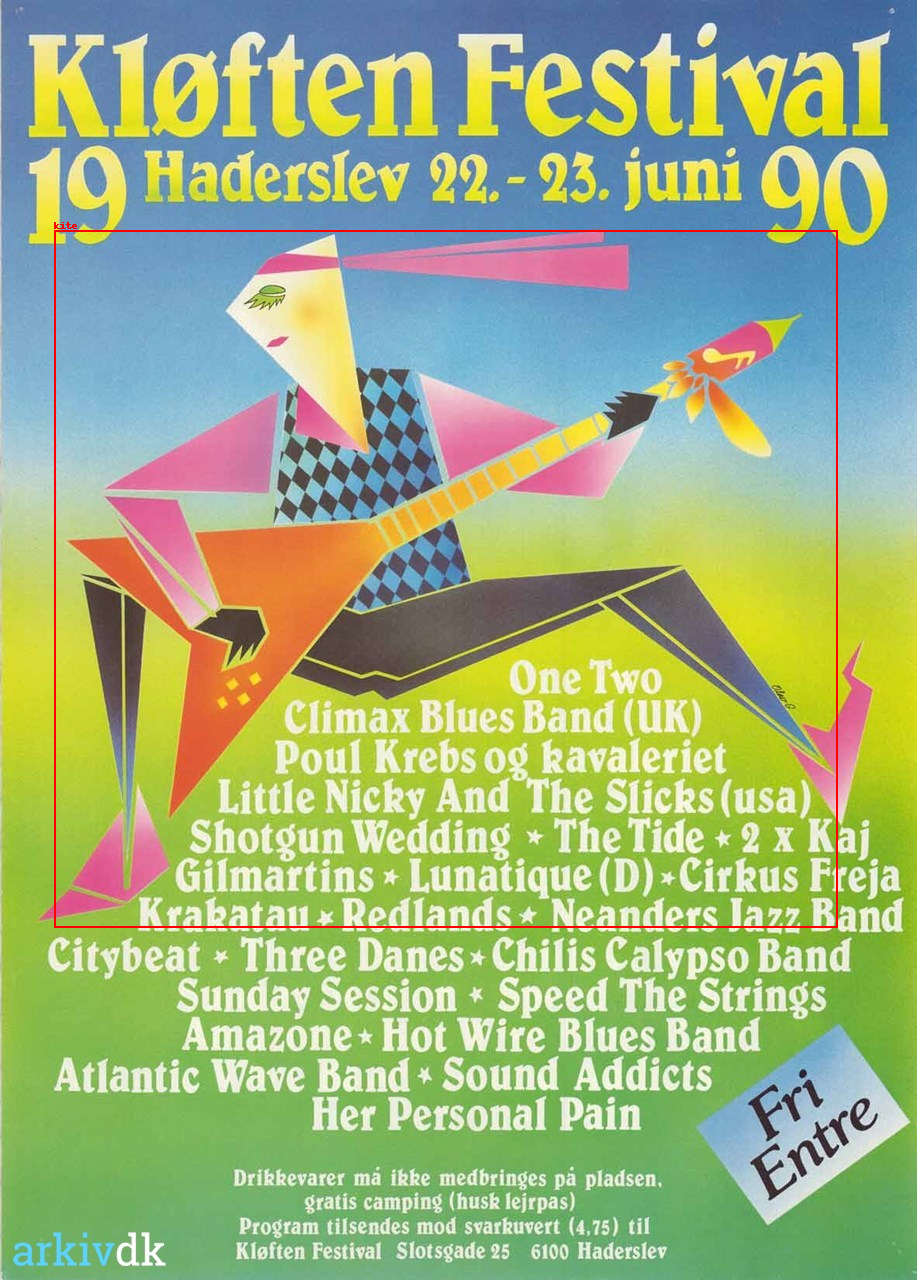 Kløften Festival
19 Haderslev 22.- 23. juni 90
kite
One Two
Climax Blues Band (UK)
Poul Krebs og kavaleriet
Little Nicky And The Slicks (usa)
Shotgun Wedding ★ The Tide ★ 2 x Kaj
Gilmartins ★ Lunatique (D) ★ Cirkus Freja
Krakatau ★ Redlands ★ Neanders Jazz Band
Citybeat ★ Three Danes ★ Chilis Calypso Band
Sunday Session ★ Speed The Strings
Amazone ★ Hot Wire Blues Band
Atlantic Wave Band ★ Sound Addicts
Her Personal Pain
Fri
Entre
Drikkevarer må ikke medbringes på pladsen,
gratis camping (husk lejrpas)
Program tilsendes mod svarkuvert (4,75) til
Kløften Festival Slotsgade 25 6100 Haderslev
arkivdk